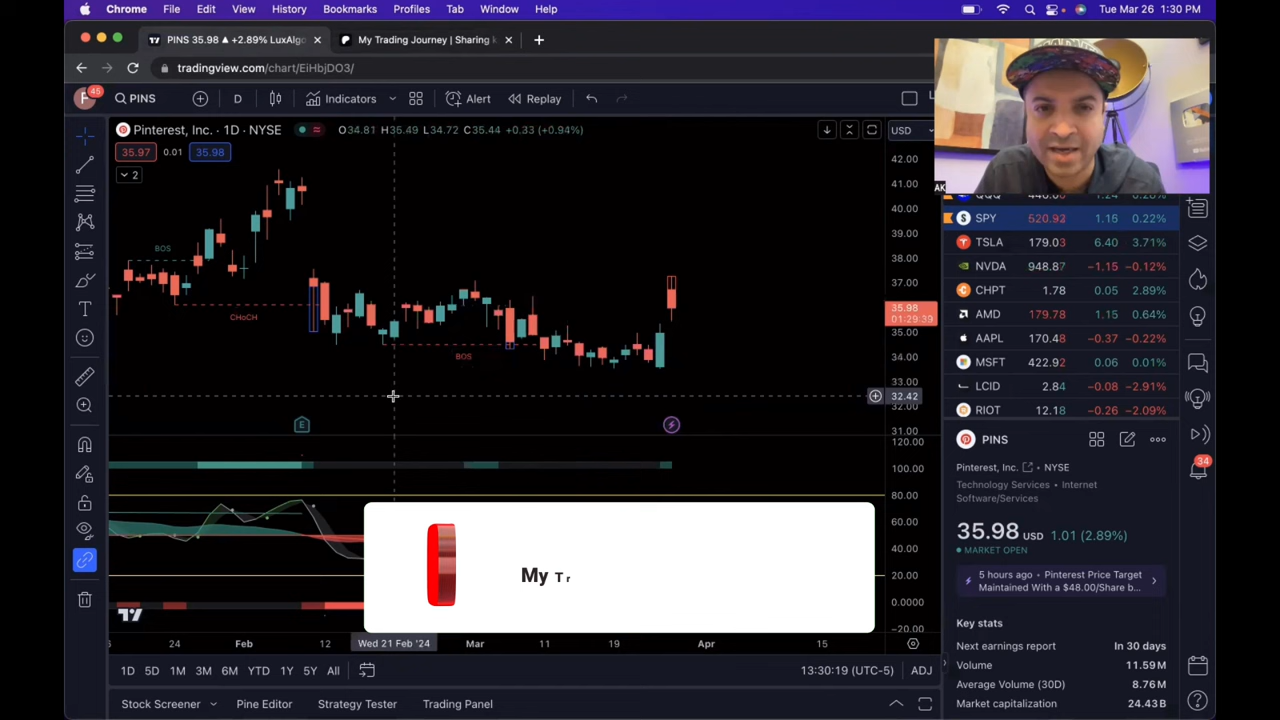 Chrome File Edit View History Bookmarks Profiles Tab Window Help Tue Mar 26 1:30 PM
PINS 35.98 ▲ +2.89% LuxAlgo × My Trading Journey | Sharing k × +
tradingview.com/chart/EiHbjDO3/
F 45 PINS D Indicators Alert Replay
Pinterest, Inc. · 1D · NYSE O34.81 H35.49 L34.72 C35.44 +0.33 (+0.94%) USD
35.97 0.01 35.98
2
42.00
41.00
40.00
39.00
38.00
37.00
35.98
01:29:39
35.00
34.00
33.00
32.42
32.00
31.00
120.00
100.00
80.00
60.00
40.00
20.00
0.0000
-20.00
BOS
CHoCH
BOS
E
My Tr
24 Feb 12 Wed 21 Feb '24 Mar 11 19 Apr 15
1D 5D 1M 3M 6M YTD 1Y 5Y All 13:30:19 (UTC-5) ADJ
Stock Screener Pine Editor Strategy Tester Trading Panel
AK
SPY 520.92 1.16 0.22%
TSLA 179.03 6.40 3.71%
NVDA 948.87 −1.15 −0.12%
CHPT 1.78 0.05 2.89%
AMD 179.78 1.15 0.64%
AAPL 170.48 −0.37 −0.22%
MSFT 422.92 0.06 0.01%
LCID 2.84 −0.08 −2.91%
RIOT 12.18 −0.26 −2.09%
PINS
Pinterest, Inc. · NYSE
Technology Services · Internet
Software/Services
35.98 USD 1.01 (2.89%)
MARKET OPEN
5 hours ago · Pinterest Price Target
Maintained With a $48.00/Share b...
Key stats
Next earnings report In 30 days
Volume 11.59M
Average Volume (30D) 8.76M
Market capitalization 24.43B
34